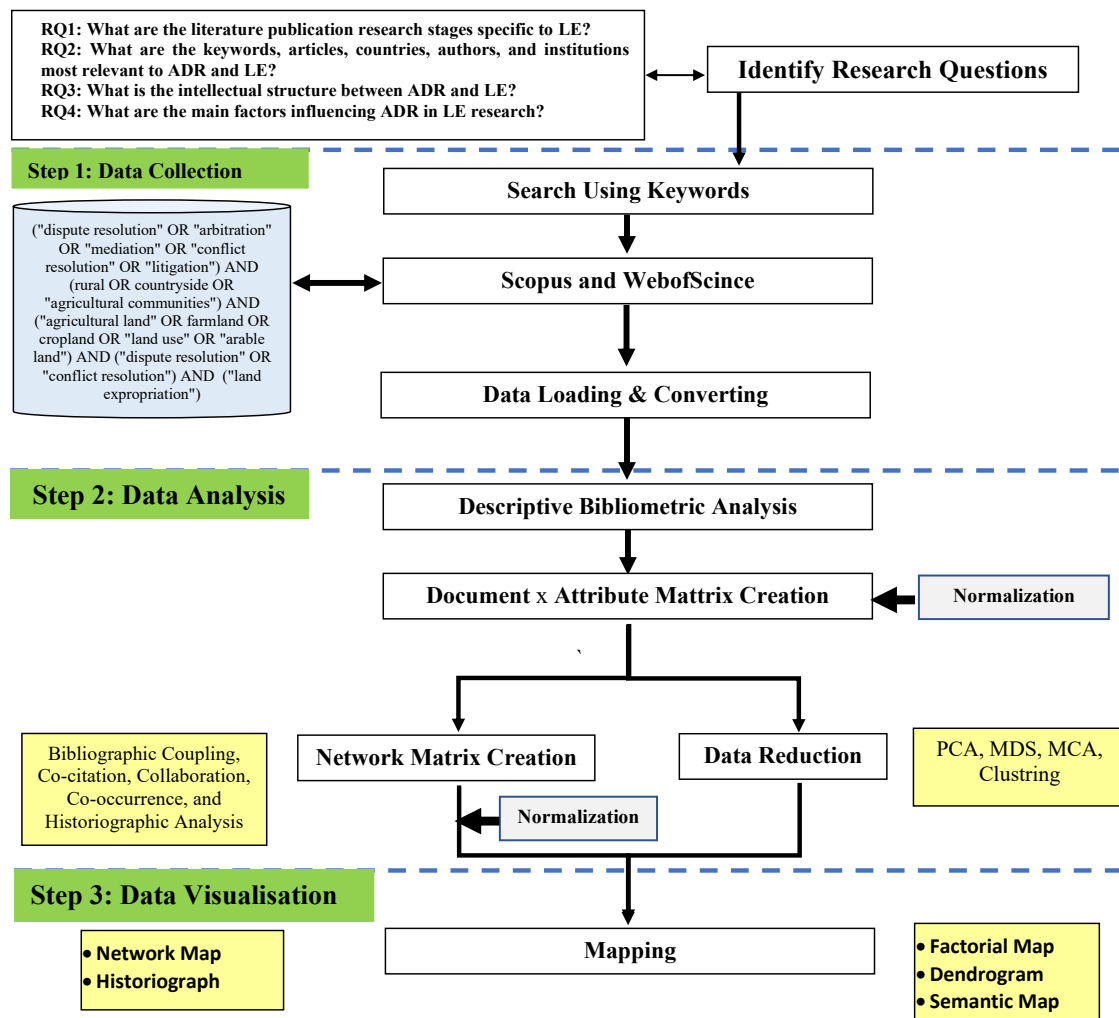 RQ1: What are the literature publication research stages specific to LE?
RQ2: What are the keywords, articles, countries, authors, and institutions
most relevant to ADR and LE?
RQ3: What is the intellectual structure between ADR and LE?
RQ4: What are the main factors influencing ADR in LE research?
Identify Research Questions
Step 1: Data Collection
Search Using Keywords
("dispute resolution" OR "arbitration"
OR "mediation" OR "conflict
resolution" OR "litigation") AND
(rural OR countryside OR
"agricultural communities") AND
("agricultural land" OR farmland OR
cropland OR "land use" OR "arable
land") AND ("dispute resolution" OR
"conflict resolution") AND ("land
expropriation")
Scopus and WebofScince
Data Loading & Converting
Step 2: Data Analysis
Descriptive Bibliometric Analysis
Document x Attribute Mattrix Creation
Normalization
`
Network Matrix Creation
Data Reduction
Bibliographic Coupling,
Co-citation, Collaboration,
Co-occurrence, and
Historiographic Analysis
PCA, MDS, MCA,
Clustring
Normalization
Step 3: Data Visualisation
Mapping
• Network Map
• Historiograph
• Factorial Map
• Dendrogram
• Semantic Map